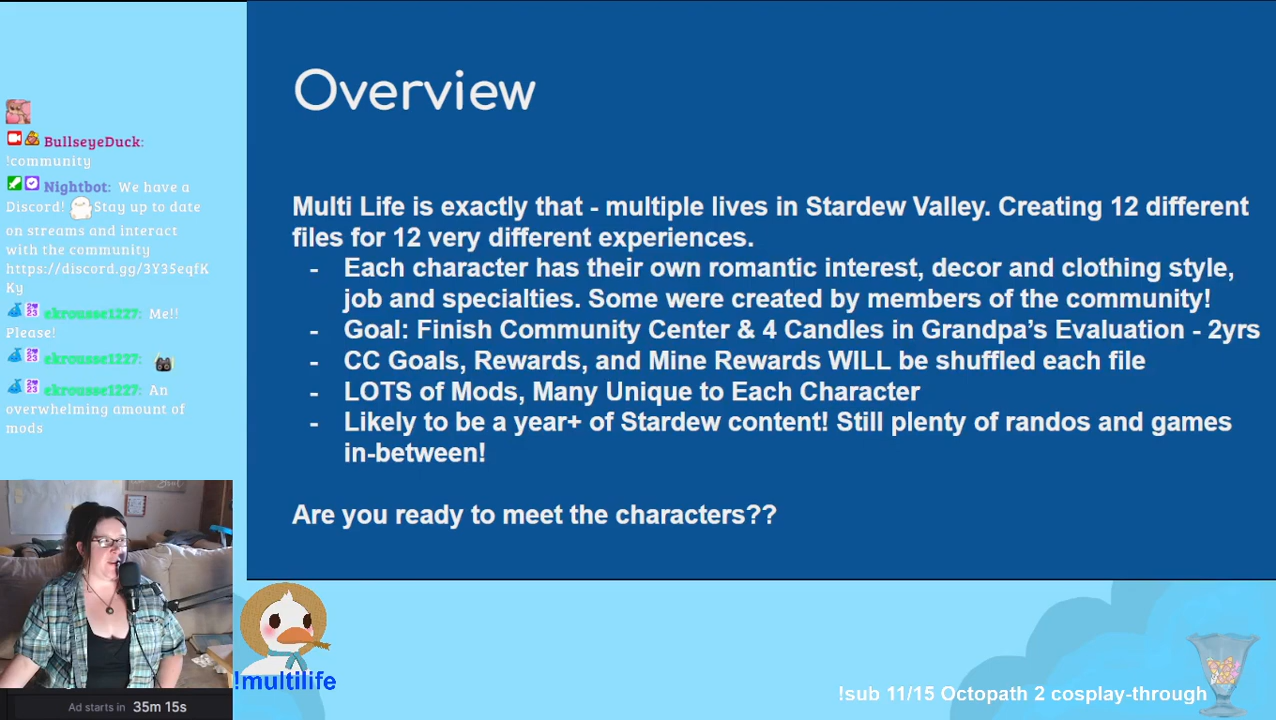 Overview
Multi Life is exactly that - multiple lives in Stardew Valley. Creating 12 different
files for 12 very different experiences.
- Each character has their own romantic interest, decor and clothing style,
job and specialties. Some were created by members of the community!
- Goal: Finish Community Center & 4 Candles in Grandpa's Evaluation - 2yrs
- CC Goals, Rewards, and Mine Rewards WILL be shuffled each file
- LOTS of Mods, Many Unique to Each Character
- Likely to be a year+ of Stardew content! Still plenty of randos and games
in-between!
Are you ready to meet the characters??
BullseyeDuck:
!community
Nightbot: We have a
Discord! Stay up to date
on streams and interact
with the community
https://discord.gg/3Y35eqfK
Ky
ekrousse1227: Me!!
Please!
ekrousse1227:
ekrousse1227: An
overwhelming amount of
mods
Ad starts in 35m 15s
!multilife
!sub 11/15 Octopath 2 cosplay-through